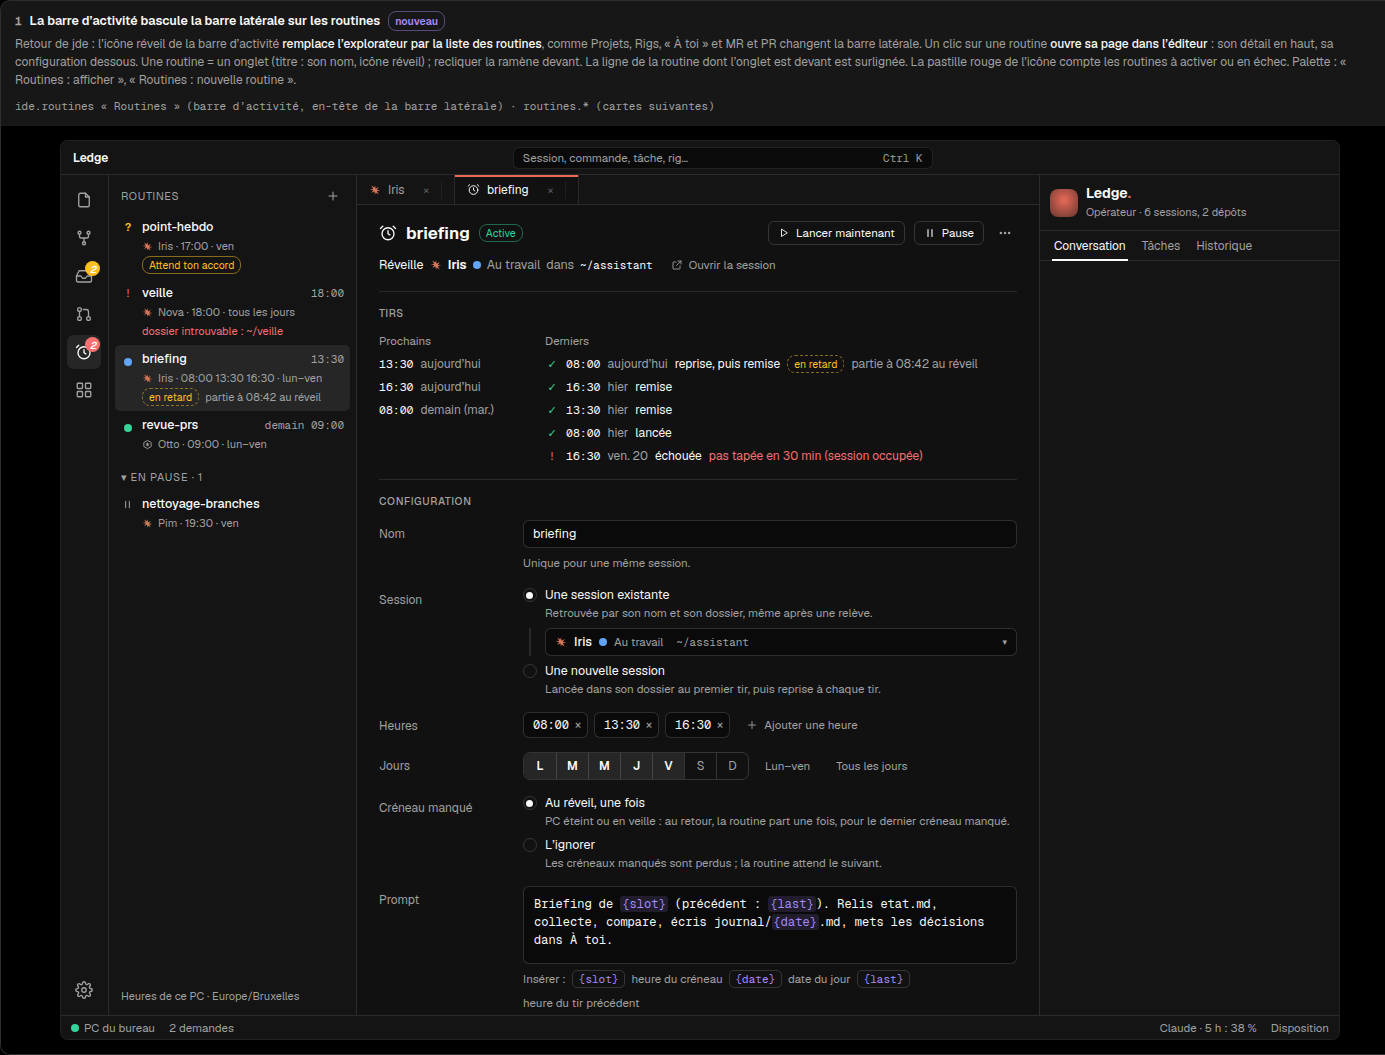 1 La barre d'activité bascule la barre latérale sur les routines nouveau
Retour de jde : l'icône réveil de la barre d'activité remplace l'explorateur par la liste des routines, comme Projets, Rigs, « À toi » et MR et PR changent la barre latérale. Un clic sur une routine ouvre sa page dans l'éditeur : son détail en haut, sa
configuration dessous. Une routine = un onglet (titre : son nom, icône réveil) ; recliquer la ramène devant. La ligne de la routine dont l'onglet est devant est surlignée. La pastille rouge de l'icône compte les routines à activer ou en échec. Palette : «
Routines : afficher », « Routines : nouvelle routine ».
ide.routines « Routines » (barre d'activité, en-tête de la barre latérale) · routines.* (cartes suivantes)
Ledge
Session, commande, tâche, rig… Ctrl K
2
2
ROUTINES +
? point-hebdo
Iris · 17:00 · ven
Attend ton accord
! veille 18:00
Nova · 18:00 · tous les jours
dossier introuvable : ~/veille
briefing 13:30
Iris · 08:00 13:30 16:30 · lun–ven
en retard partie à 08:42 au réveil
revue-prs demain 09:00
Otto · 09:00 · lun–ven
▾ EN PAUSE · 1
nettoyage-branches
Pim · 19:30 · ven
Heures de ce PC · Europe/Bruxelles
Iris ×
briefing ×
briefing Active Lancer maintenant Pause ···
Réveille Iris Au travail dans ~/assistant Ouvrir la session
TIRS
Prochains
13:30 aujourd'hui
16:30 aujourd'hui
08:00 demain (mar.)
Derniers
✓ 08:00 aujourd'hui reprise, puis remise en retard partie à 08:42 au réveil
✓ 16:30 hier remise
✓ 13:30 hier remise
✓ 08:00 hier lancée
! 16:30 ven. 20 échouée pas tapée en 30 min (session occupée)
CONFIGURATION
Nom briefing
Unique pour une même session.
Session Une session existante
Retrouvée par son nom et son dossier, même après une relève.
Iris Au travail ~/assistant ▾
Une nouvelle session
Lancée dans son dossier au premier tir, puis reprise à chaque tir.
Heures 08:00 × 13:30 × 16:30 × + Ajouter une heure
Jours L M M J V S D Lun–ven Tous les jours
Créneau manqué Au réveil, une fois
PC éteint ou en veille : au retour, la routine part une fois, pour le dernier créneau manqué.
L'ignorer
Les créneaux manqués sont perdus ; la routine attend le suivant.
Prompt Briefing de {slot} (précédent : {last}). Relis etat.md,
collecte, compare, écris journal/{date}.md, mets les décisions
dans À toi.
Insérer : {slot} heure du créneau {date} date du jour {last}
heure du tir précédent
Ledge.
Opérateur · 6 sessions, 2 dépôts
Conversation Tâches Historique
PC du bureau 2 demandes
Claude · 5 h : 38 % Disposition